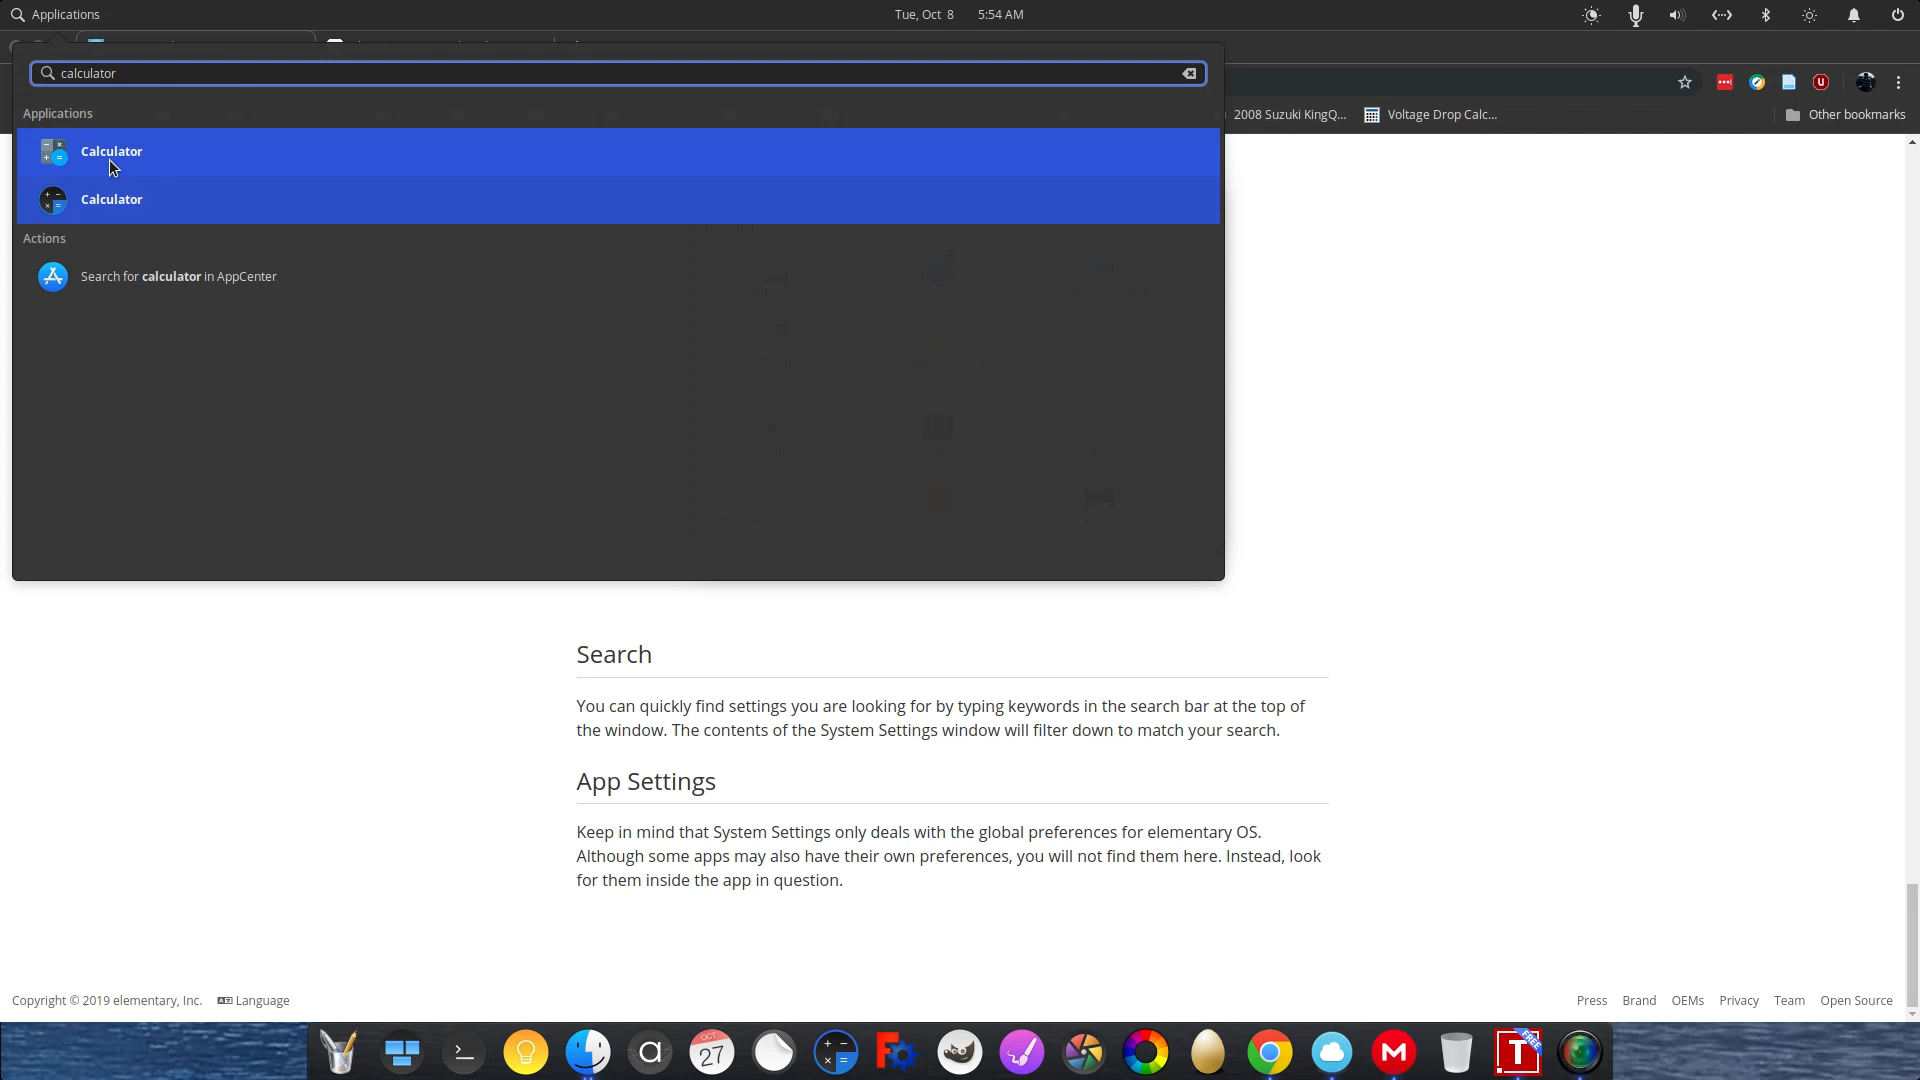 Applications
Tue, Oct 8 5:54 AM
calculator
Applications
Calculator
Calculator
Actions
Search for calculator in AppCenter
2008 Suzuki KingQ...
Voltage Drop Calc...
Other bookmarks
Search
You can quickly find settings you are looking for by typing keywords in the search bar at the top of
the window. The contents of the System Settings window will filter down to match your search.
App Settings
Keep in mind that System Settings only deals with the global preferences for elementary OS.
Although some apps may also have their own preferences, you will not find them here. Instead, look
for them inside the app in question.
Copyright © 2019 elementary, Inc.
Language
Press
Brand
OEMs
Privacy
Team
Open Source
OCT
27
a
M
T
FREE